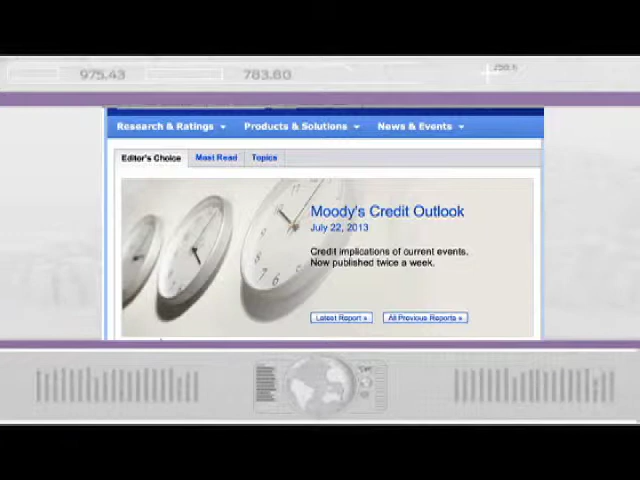 975.43
783.80
Research & Ratings
Products & Solutions
News & Events
Editor's Choice
Most Read
Topics
Moody's Credit Outlook
July 22, 2013
Credit implications of current events.
Now published twice a week.
Latest Report »
All Previous Reports »